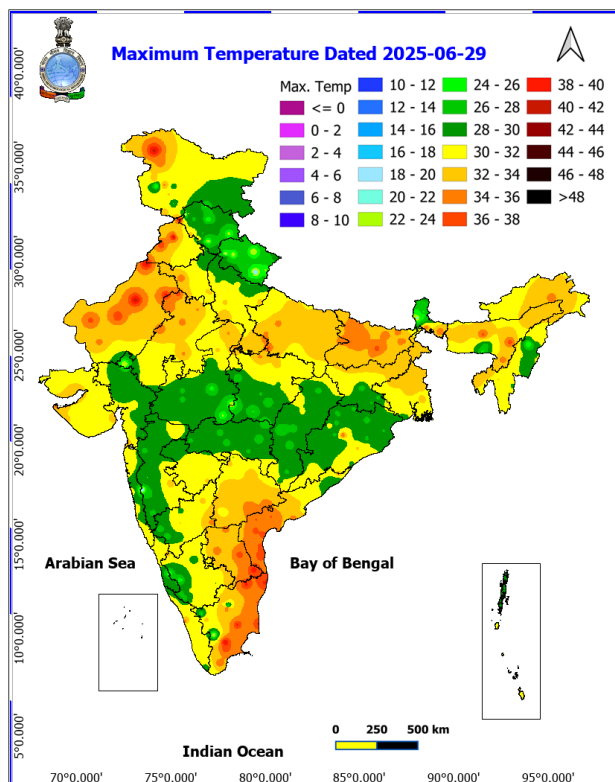 Maximum Temperature Dated 2025-06-29
Max. Temp
<= 0
0 - 2
2 - 4
4 - 6
6 - 8
8 - 10
10 - 12
12 - 14
14 - 16
16 - 18
18 - 20
20 - 22
22 - 24
24 - 26
26 - 28
28 - 30
30 - 32
32 - 34
34 - 36
36 - 38
38 - 40
40 - 42
42 - 44
44 - 46
46 - 48
>48
40°0.000'
35°0.000'
30°0.000'
25°0.000'
20°0.000'
15°0.000'
10°0.000'
5°0.000'
Arabian Sea
Bay of Bengal
Indian Ocean
0 250 500 km
70°0.000' 75°0.000' 80°0.000' 85°0.000' 90°0.000' 95°0.000'